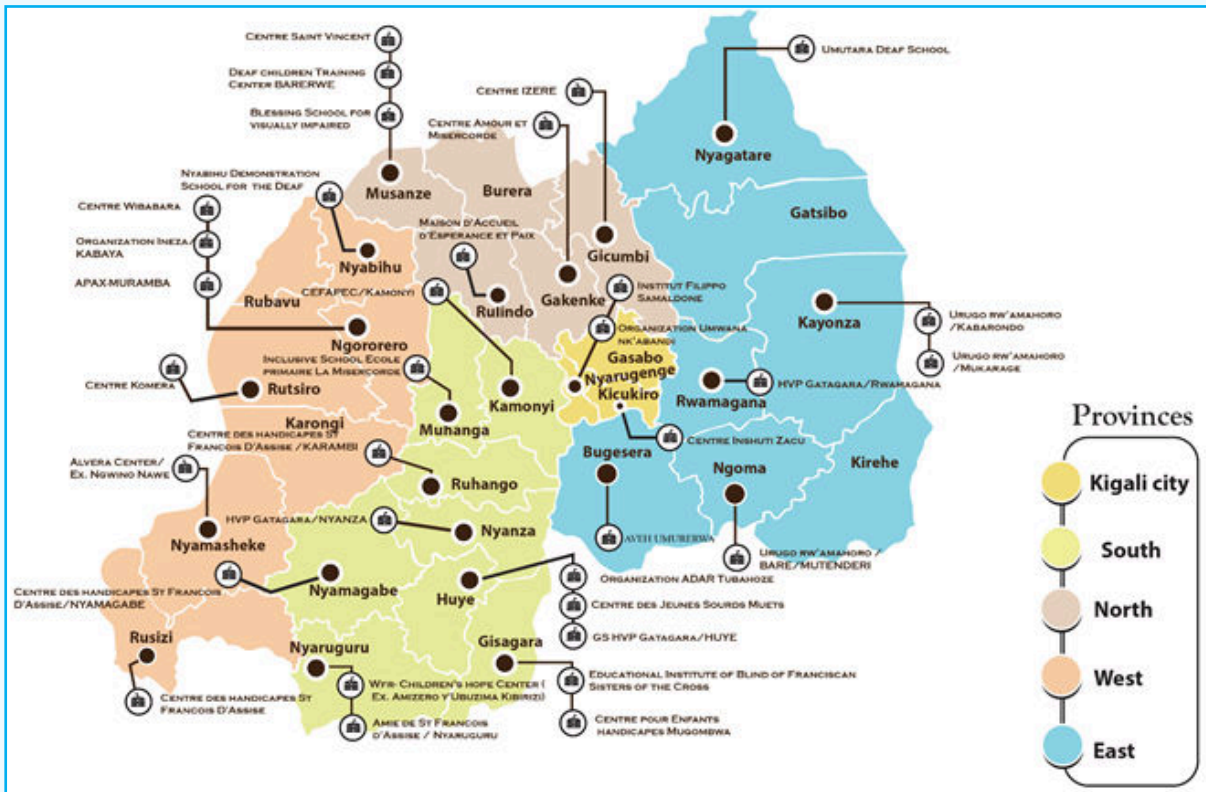 Centre Saint Vincent
Deaf children Training
Center BARERWE
Blessing School for
visually impaired
Centre IZERE
Centre Amour et
Misercorde
Umutara Deaf School
Nyabihu Demonstration
School for the Deaf
Centre Wibabara
Organization Ineza/
KABAYA
APAX-MURAMBA
Maison d'Accueil
d'Esperance et Paix
CEFAPEC/Kamonyi
Institut Filippo
Samaldone
Organization Umwana
nk'abandi
Inclusive School Ecole
primaire La Misercorde
Centre Komera
Urugo rw'amahoro
/Kabarondo
Urugo rw'amahoro
/Mukarage
HVP Gatagara/Rwamagana
Centre des handicapes St
Francois D'Assise /KARAMBI
Centre Inshuti Zacu
Alvera Center/
Ex. Ngwino Nawe
HVP Gatagara/NYANZA
AVEH UMURERWA
Urugo rw'amahoro /
BARE/MUTENDERI
Centre des handicapes St Francois
D'Assise/NYAMAGABE
Organization ADAR Tubahoze
Centre des Jeunes Sourds Muets
GS HVP Gatagara/HUYE
Centre des handicapes St
Francois D'Assise
Wfr- Children's hope Center (
Ex. Amizero y'Ubuzima Kibirizi)
Amie de St Francois
d'Assise / Nyaruguru
Educational Institute of Blind of Franciscan
Sisters of the Cross
Centre pour Enfants
handicapes Mugombwa
Musanze
Burera
Nyagatare
Gatsibo
Gicumbi
Nyabihu
Rubavu
Rulindo
Gakenke
Kayonza
Ngororero
Gasabo
Nyarugenge
Kicukiro
Rutsiro
Kamonyi
Rwamagana
Karongi
Muhanga
Bugesera
Ngoma
Kirehe
Ruhango
Nyamasheke
Nyanza
Nyamagabe
Huye
Rusizi
Nyaruguru
Gisagara
Provinces
Kigali city
South
North
West
East